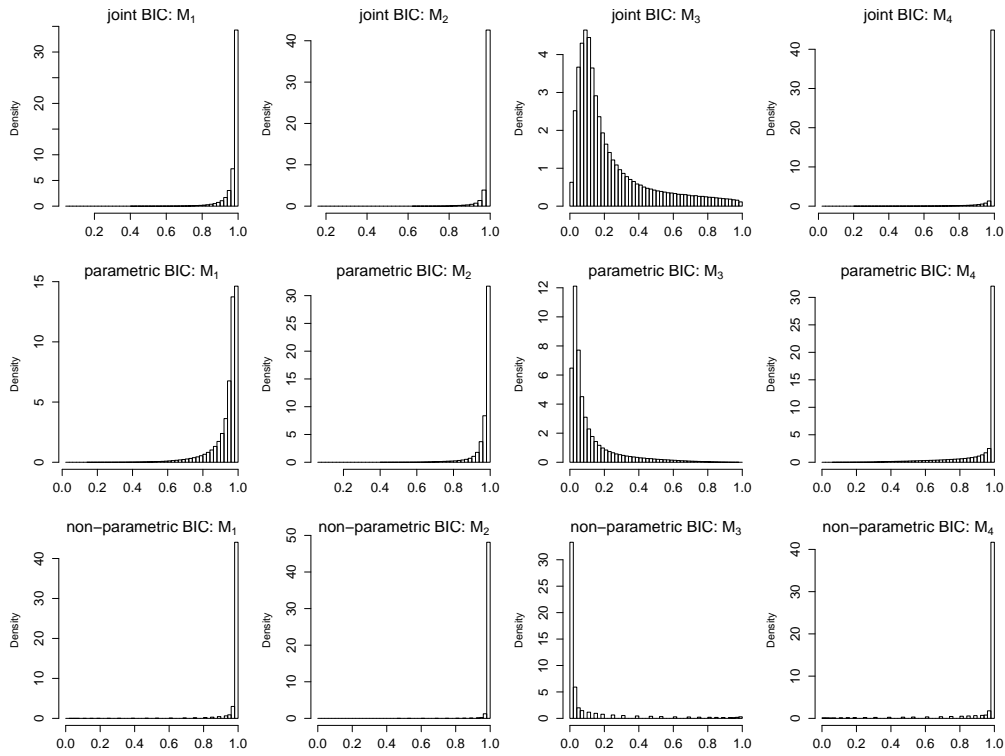 joint BIC: M1
joint BIC: M2
joint BIC: M3
joint BIC: M4
Density
0 5 10 20 30
0.2 0.4 0.6 0.8 1.0
Density
0 10 20 30 40
0.2 0.4 0.6 0.8 1.0
Density
0 1 2 3 4
0.0 0.2 0.4 0.6 0.8 1.0
Density
0 10 20 30 40
0.0 0.2 0.4 0.6 0.8 1.0
parametric BIC: M1
parametric BIC: M2
parametric BIC: M3
parametric BIC: M4
Density
0 5 10 15
0.0 0.2 0.4 0.6 0.8 1.0
Density
0 5 10 15 20 25 30
0.2 0.4 0.6 0.8 1.0
Density
0 2 4 6 8 10 12
0.0 0.2 0.4 0.6 0.8 1.0
Density
0 5 10 15 20 25 30
0.0 0.2 0.4 0.6 0.8 1.0
non−parametric BIC: M1
non−parametric BIC: M2
non−parametric BIC: M3
non−parametric BIC: M4
Density
0 10 20 30 40
0.0 0.2 0.4 0.6 0.8 1.0
Density
0 10 20 30 40 50
0.0 0.2 0.4 0.6 0.8 1.0
Density
0 5 10 15 20 25 30
0.0 0.2 0.4 0.6 0.8 1.0
Density
0 10 20 30 40
0.0 0.2 0.4 0.6 0.8 1.0